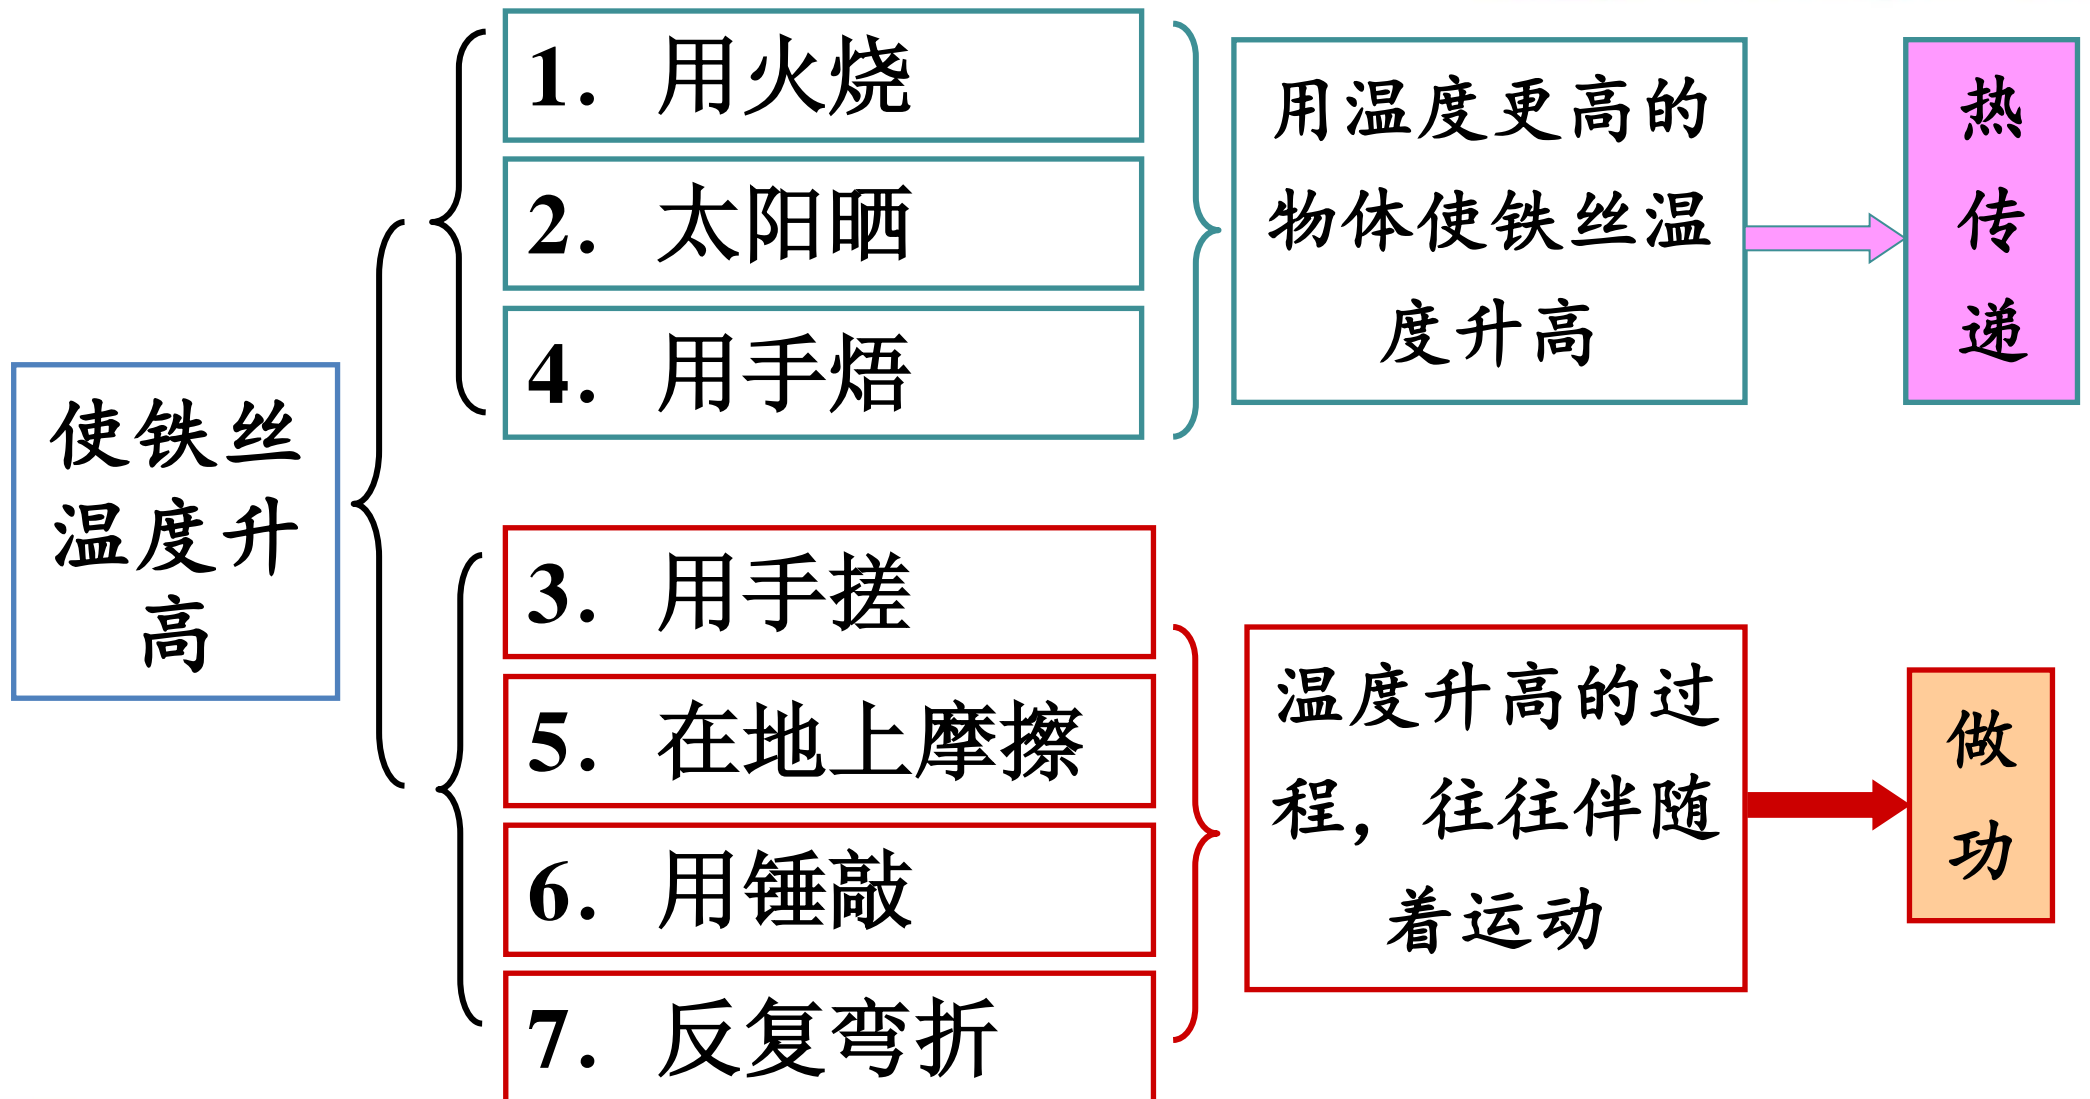 使铁丝
温度升
高
1. 用火烧
2. 太阳晒
4. 用手焐
用温度更高的
物体使铁丝温
度升高
热
传
递
3. 用手搓
5. 在地上摩擦
6. 用锤敲
7. 反复弯折
温度升高的过
程，往往伴随
着运动
做
功